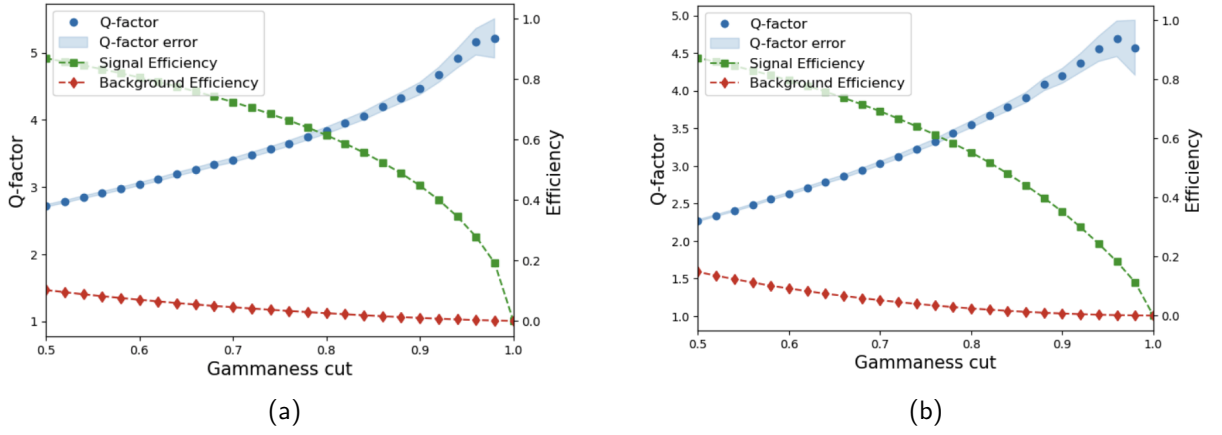 Q-factor
Q-factor error
Signal Efficiency
Background Efficiency
5
4
3
2
1
Q-factor
1.0
0.8
0.6
0.4
0.2
0.0
Efficiency
0.5 0.6 0.7 0.8 0.9 1.0
Gammaness cut
(a)
Q-factor
Q-factor error
Signal Efficiency
Background Efficiency
5.0
4.5
4.0
3.5
3.0
2.5
2.0
1.5
1.0
Q-factor
1.0
0.8
0.6
0.4
0.2
0.0
Efficiency
0.5 0.6 0.7 0.8 0.9 1.0
Gammaness cut
(b)